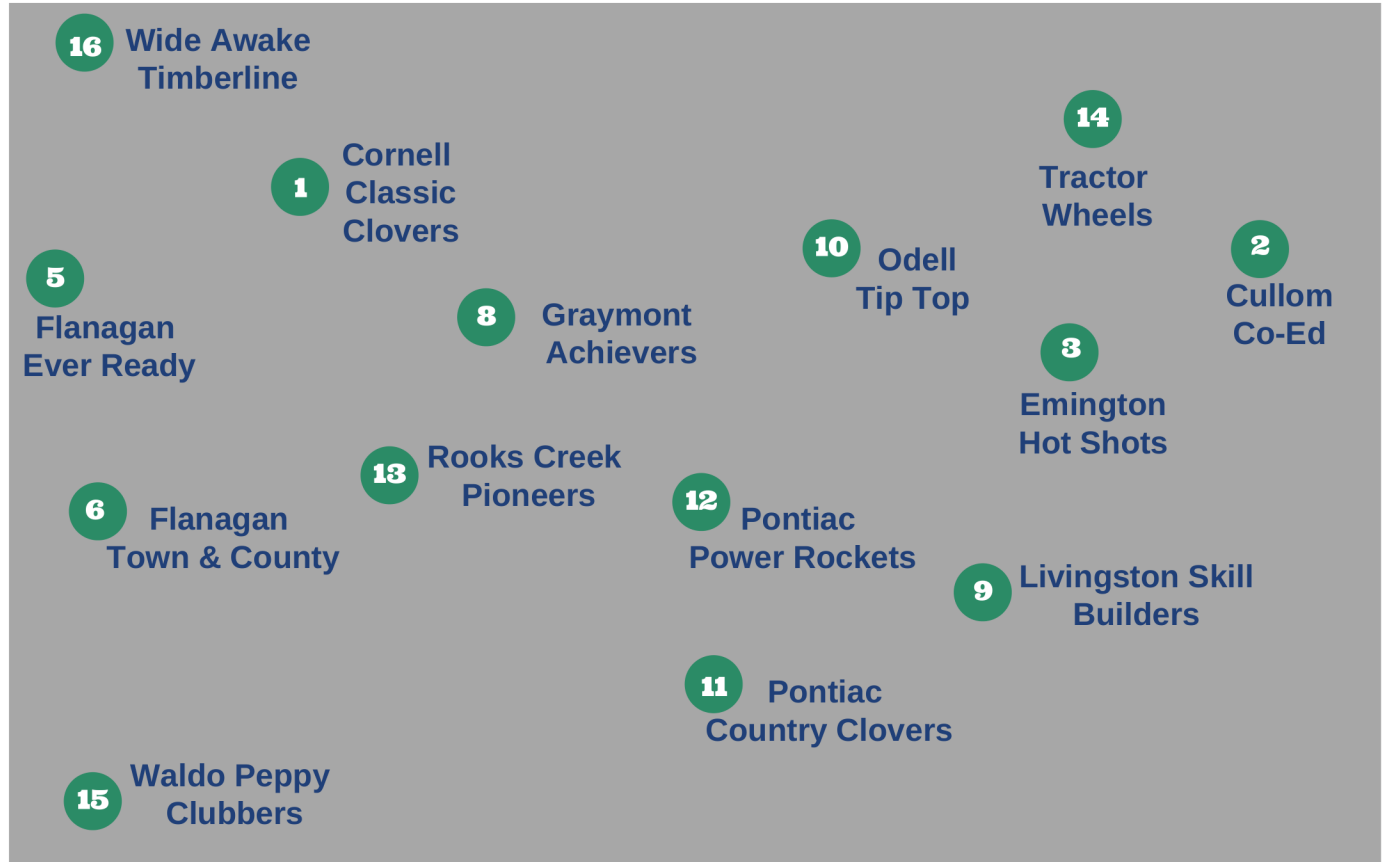 16
Wide Awake
Timberline
14
1
Cornell
Classic
Clovers
Tractor
Wheels
10
Odell
Tip Top
2
Cullom
Co-Ed
5
Flanagan
Ever Ready
8
Graymont
Achievers
3
Emington
Hot Shots
13
Rooks Creek
Pioneers
6
Flanagan
Town & County
12
Pontiac
Power Rockets
9
Livingston Skill
Builders
11
Pontiac
Country Clovers
15
Waldo Peppy
Clubbers